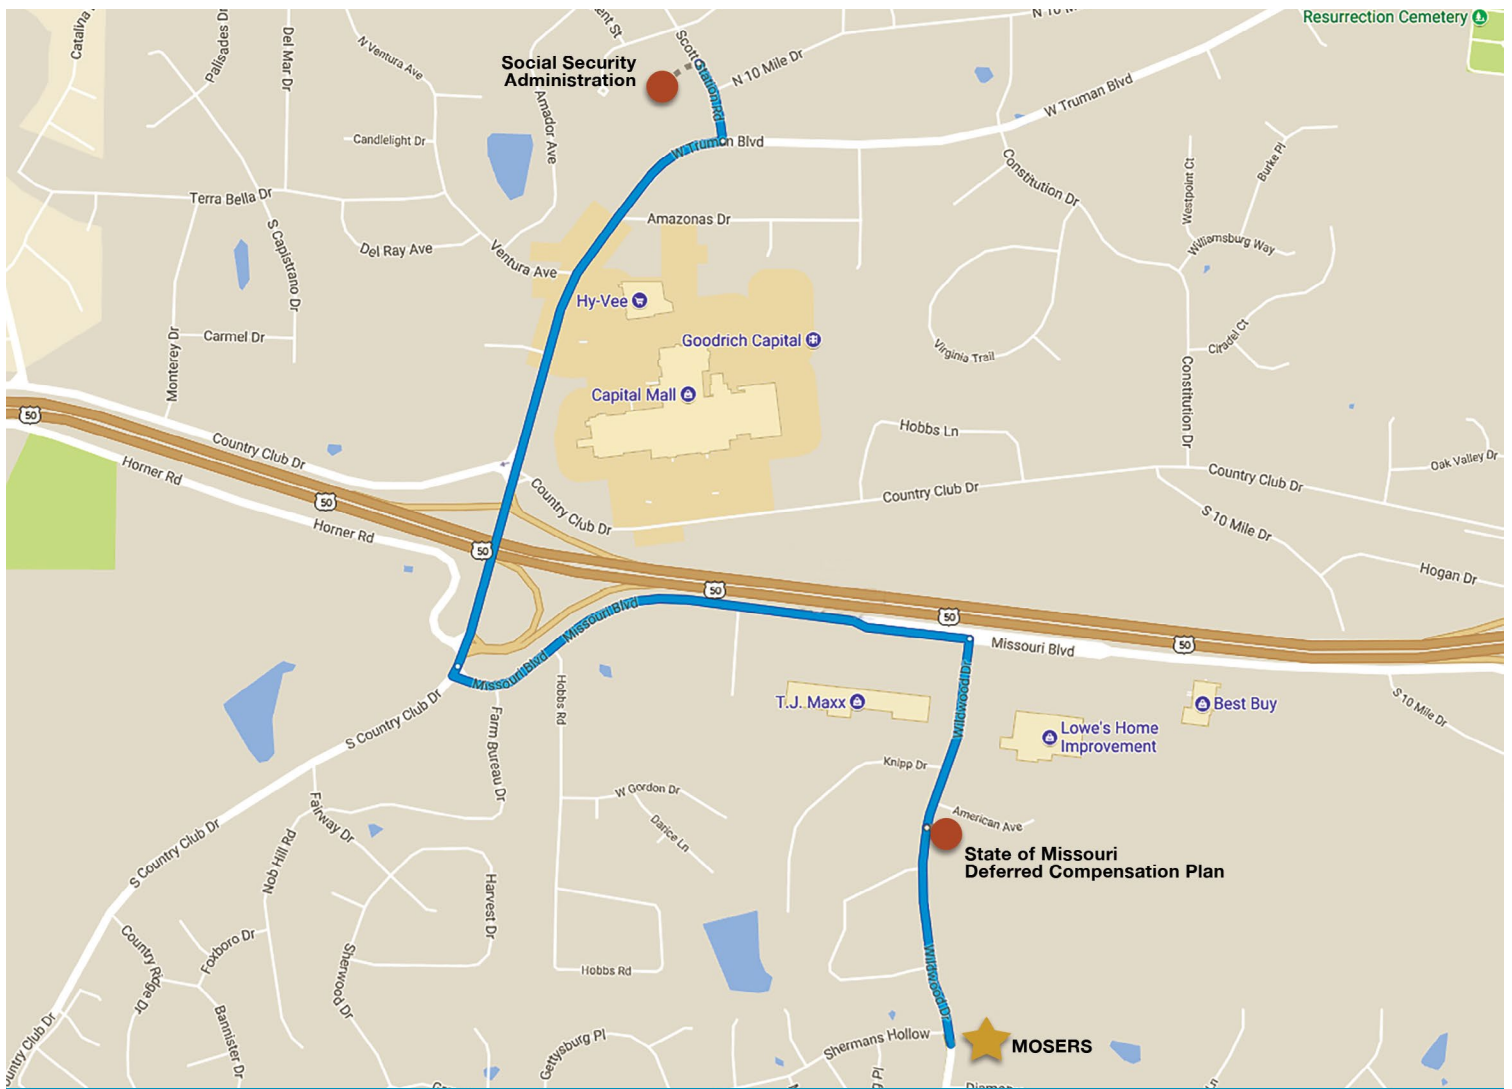 Resurrection Cemetery
Catalina
Palisades Dr
Del Mar Dr
N Ventura Ave
Scott Station Rd
N 10 Mile Dr
Social Security
Administration
W Truman Blvd
W Truman Blvd
Amador Ave
Candlelight Dr
Terra Bella Dr
Del Ray Ave
S Capistrano Dr
Ventura Ave
Amazonas Dr
Constitution Dr
Westpoint Ct
Burke Pl
Williamsburg Way
Hy-Vee
Goodrich Capital
Capital Mall
Carmel Dr
Monterey Dr
Virginia Trail
Citadel Ct
Constitution Dr
50
Country Club Dr
Horner Rd
50
Horner Rd
50
Country Club Dr
Hobbs Ln
Country Club Dr
Country Club Dr
Oak Valley Dr
S 10 Mile Dr
Hogan Dr
50
50
50
Missouri Blvd
Missouri Blvd
Missouri Blvd
Wildwood Dr
T.J. Maxx
Lowe's Home
Improvement
Best Buy
S 10 Mile Dr
S Country Club Dr
Farm Bureau Dr
Hobbs Rd
Knipp Dr
W Gordon Dr
Darice Ln
American Ave
State of Missouri
Deferred Compensation Plan
Fairway Dr
Nob Hill Rd
S Country Club Dr
Harvest Dr
Country Ridge Dr
Foxboro Dr
Sherwood Dr
Bannister Dr
Hobbs Rd
Wildwood Dr
Gettysburg Pl
Shermans Hollow
MOSERS